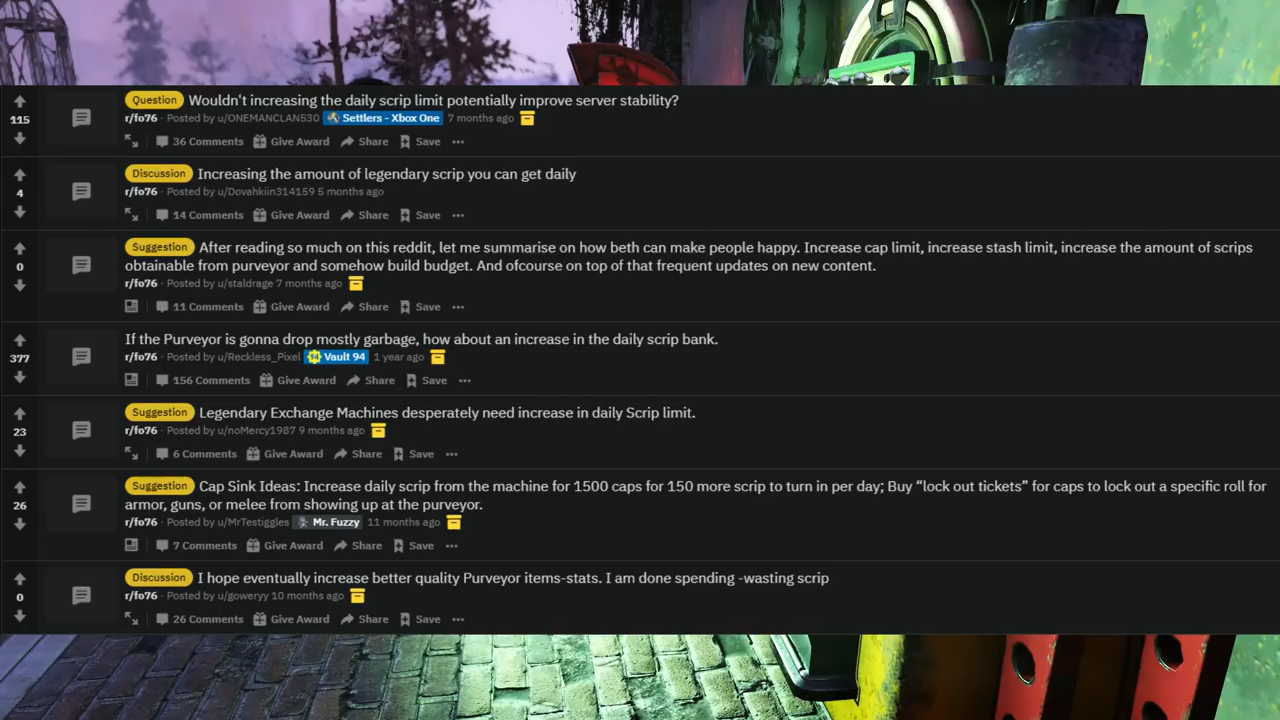 Question Wouldn't increasing the daily scrip limit potentially improve server stability?
115
r/fo76 · Posted by u/ONEMANCLAN530 Settlers - Xbox One 7 months ago
36 Comments Give Award Share Save ···
Discussion Increasing the amount of legendary scrip you can get daily
4
r/fo76 · Posted by u/Dovahkiin314159 5 months ago
14 Comments Give Award Share Save ···
Suggestion After reading so much on this reddit, let me summarise on how beth can make people happy. Increase cap limit, increase stash limit, increase the amount of scrips
0
obtainable from purveyor and somehow build budget. And ofcourse on top of that frequent updates on new content.
r/fo76 · Posted by u/staldrage 7 months ago
11 Comments Give Award Share Save ···
If the Purveyor is gonna drop mostly garbage, how about an increase in the daily scrip bank.
377
r/fo76 · Posted by u/Reckless_Pixel 94 Vault 94 1 year ago
156 Comments Give Award Share Save ···
Suggestion Legendary Exchange Machines desperately need increase in daily Scrip limit.
23
r/fo76 · Posted by u/noMercy1987 9 months ago
6 Comments Give Award Share Save ···
Suggestion Cap Sink Ideas: Increase daily scrip from the machine for 1500 caps for 150 more scrip to turn in per day; Buy “lock out tickets” for caps to lock out a specific roll for
26
armor, guns, or melee from showing up at the purveyor.
r/fo76 · Posted by u/MrTestiggles Mr. Fuzzy 11 months ago
7 Comments Give Award Share Save ···
Discussion I hope eventually increase better quality Purveyor items-stats. I am done spending -wasting scrip
0
r/fo76 · Posted by u/goweryy 10 months ago
26 Comments Give Award Share Save ···